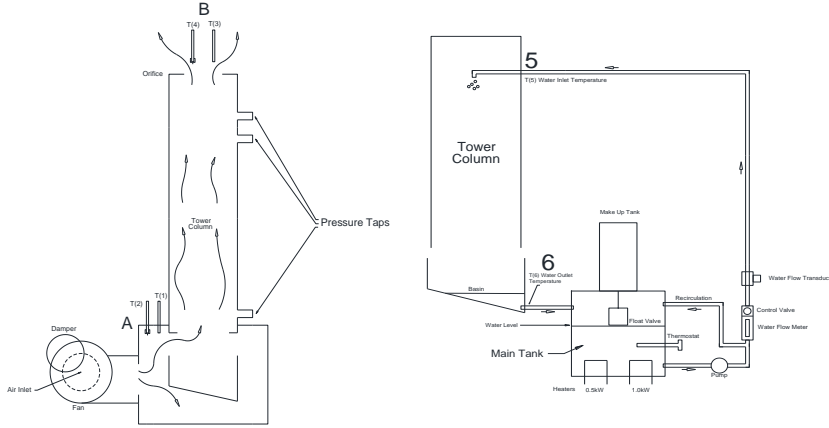 B
T(4)
T(3)
Orifice
Tower
Column
Pressure Taps
T(2)
T(1)
A
Damper
Air Inlet
Fan
5
T(5) Water Inlet Temperature
Tower
Column
Make Up Tank
6
T(6) Water Outlet
Temperature
Basin
Water Flow Transduc
Recirculation
Control Valve
Float Valve
Water Level
Water Flow Meter
Thermostat
Main Tank
Pump
Heaters
0.5kW
1.0kW